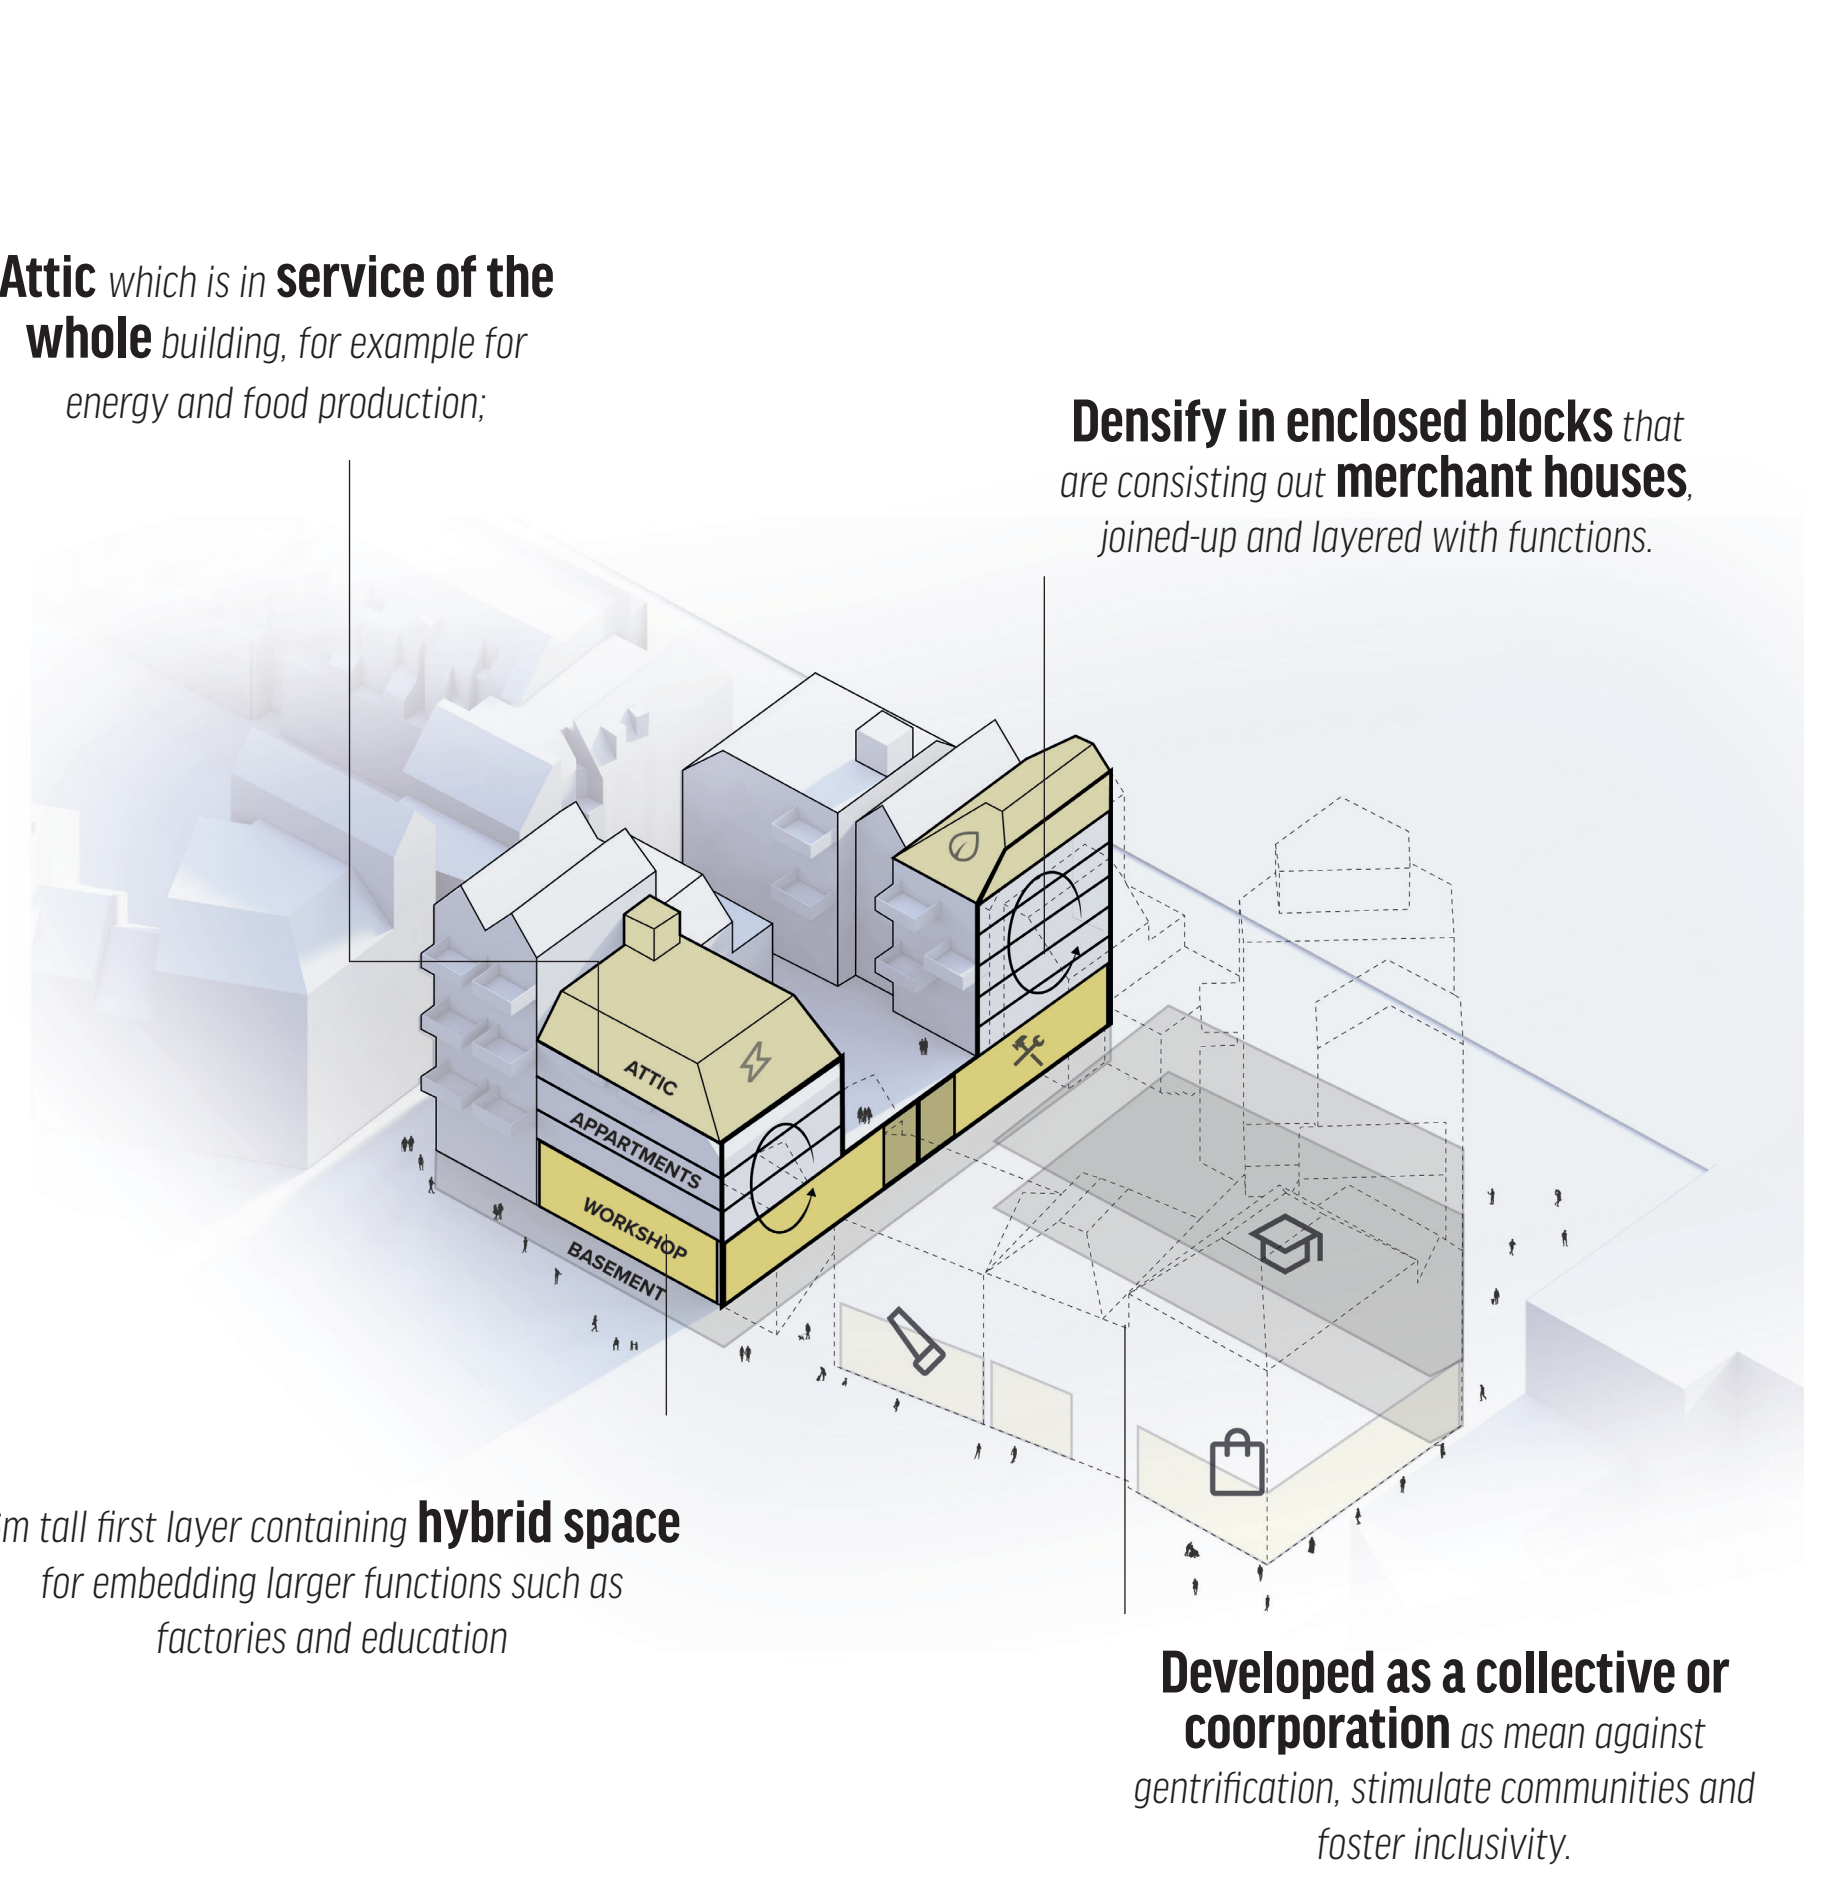 Attic which is in service of the
whole building, for example for
energy and food production;
Densify in enclosed blocks that
are consisting out merchant houses,
joined-up and layered with functions.
ATTIC
APPARTMENTS
WORKSHOP
BASEMENT
m tall first layer containing hybrid space
for embedding larger functions such as
factories and education
Developed as a collective or
coorporation as mean against
gentrification, stimulate communities and
foster inclusivity.